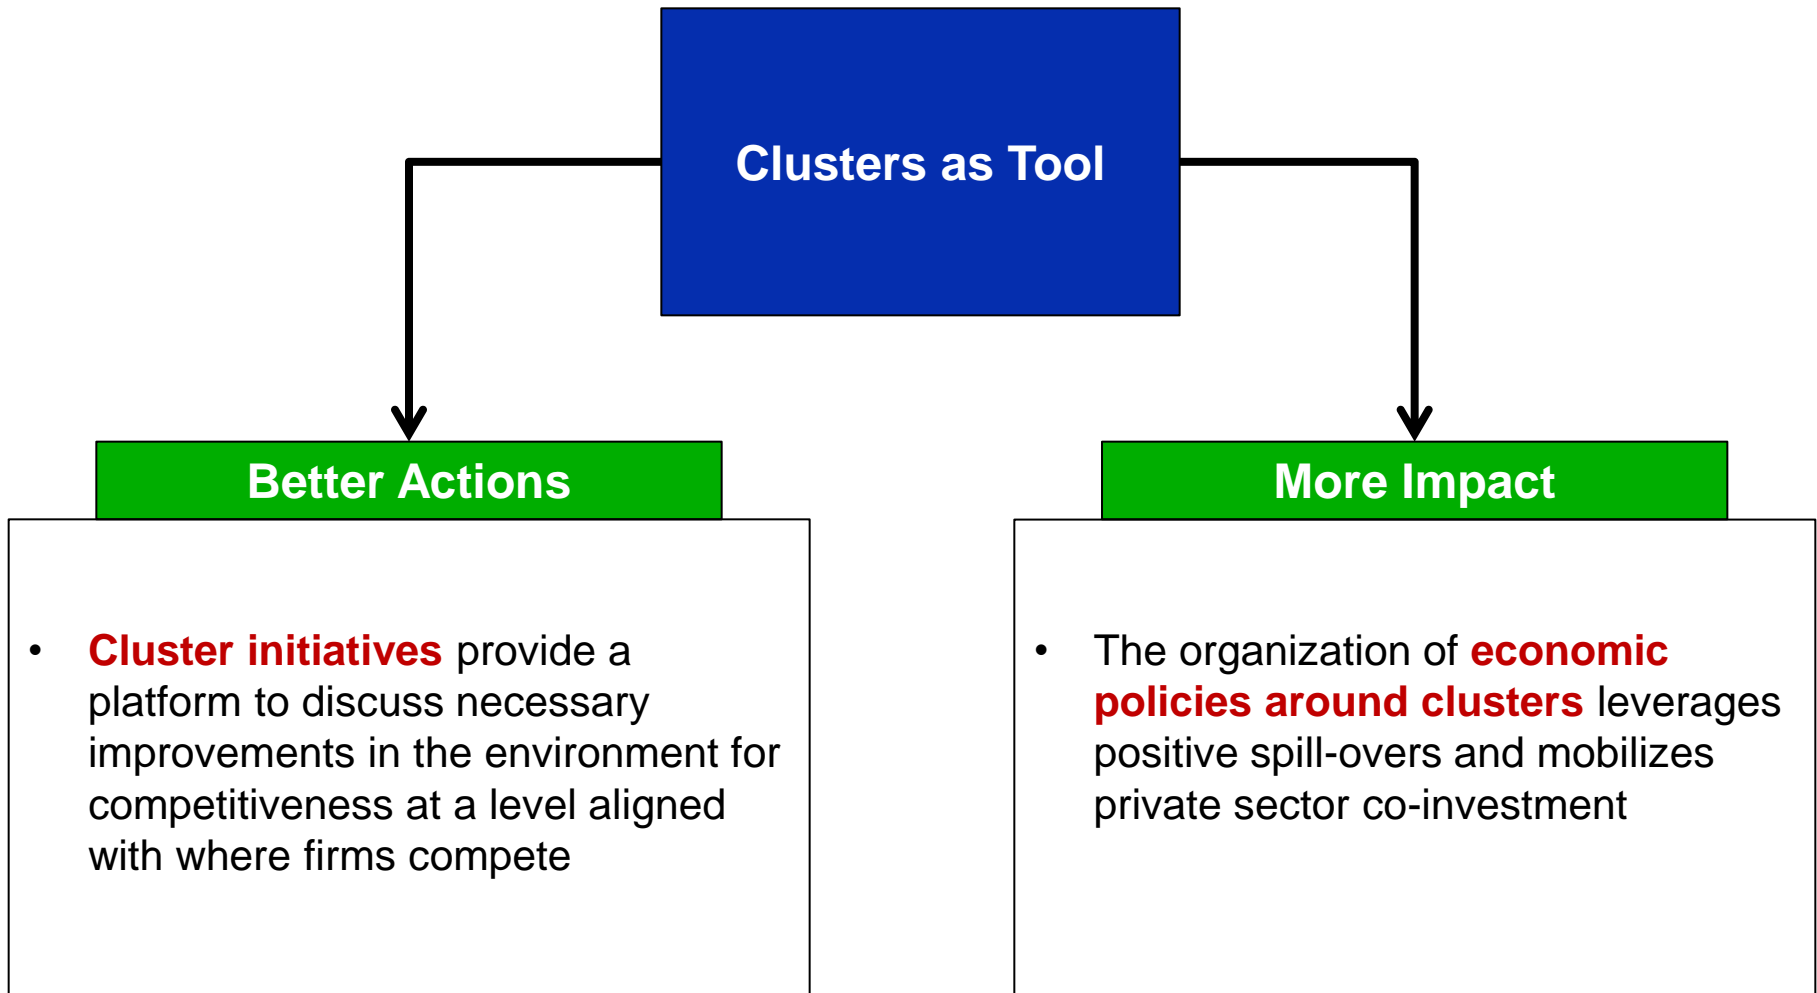 Clusters as Tool
Better Actions
• Cluster initiatives provide a
platform to discuss necessary
improvements in the environment for
competitiveness at a level aligned
with where firms compete
More Impact
• The organization of economic
policies around clusters leverages
positive spill-overs and mobilizes
private sector co-investment